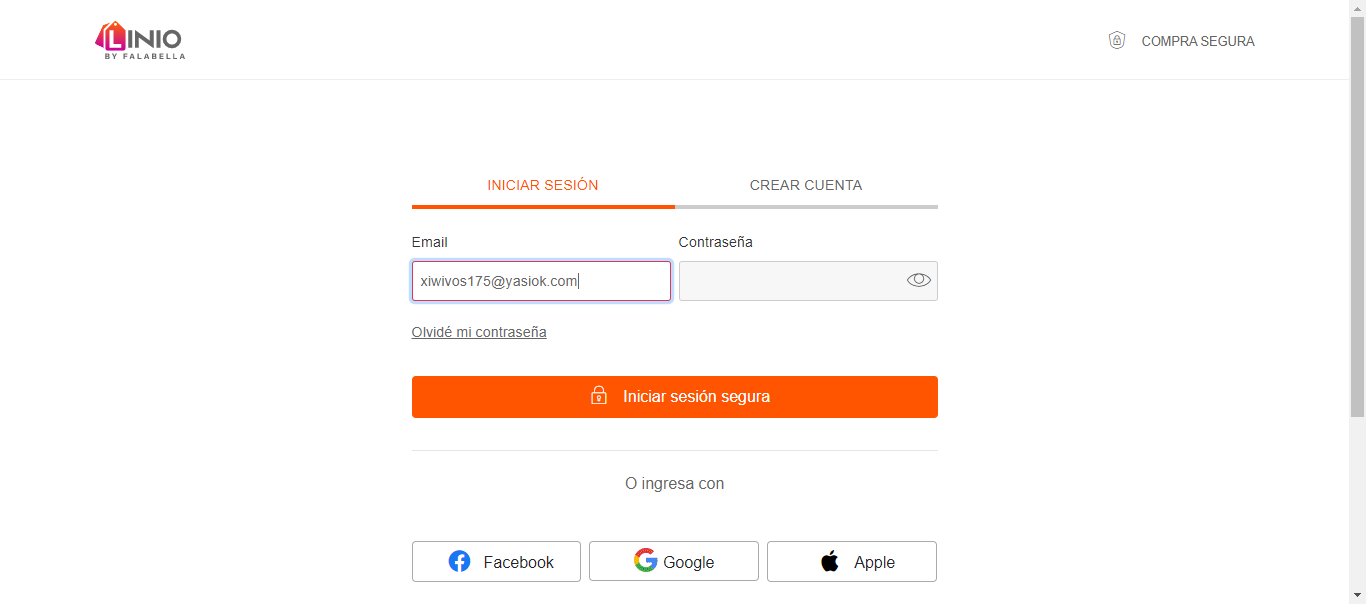 LINIO
BY FALABELLA
COMPRA SEGURA
INICIAR SESIÓN
CREAR CUENTA
Email
Contraseña
xiwivos175@yasiok.com
Olvidé mi contraseña
Iniciar sesión segura
O ingresa con
Facebook
Google
Apple